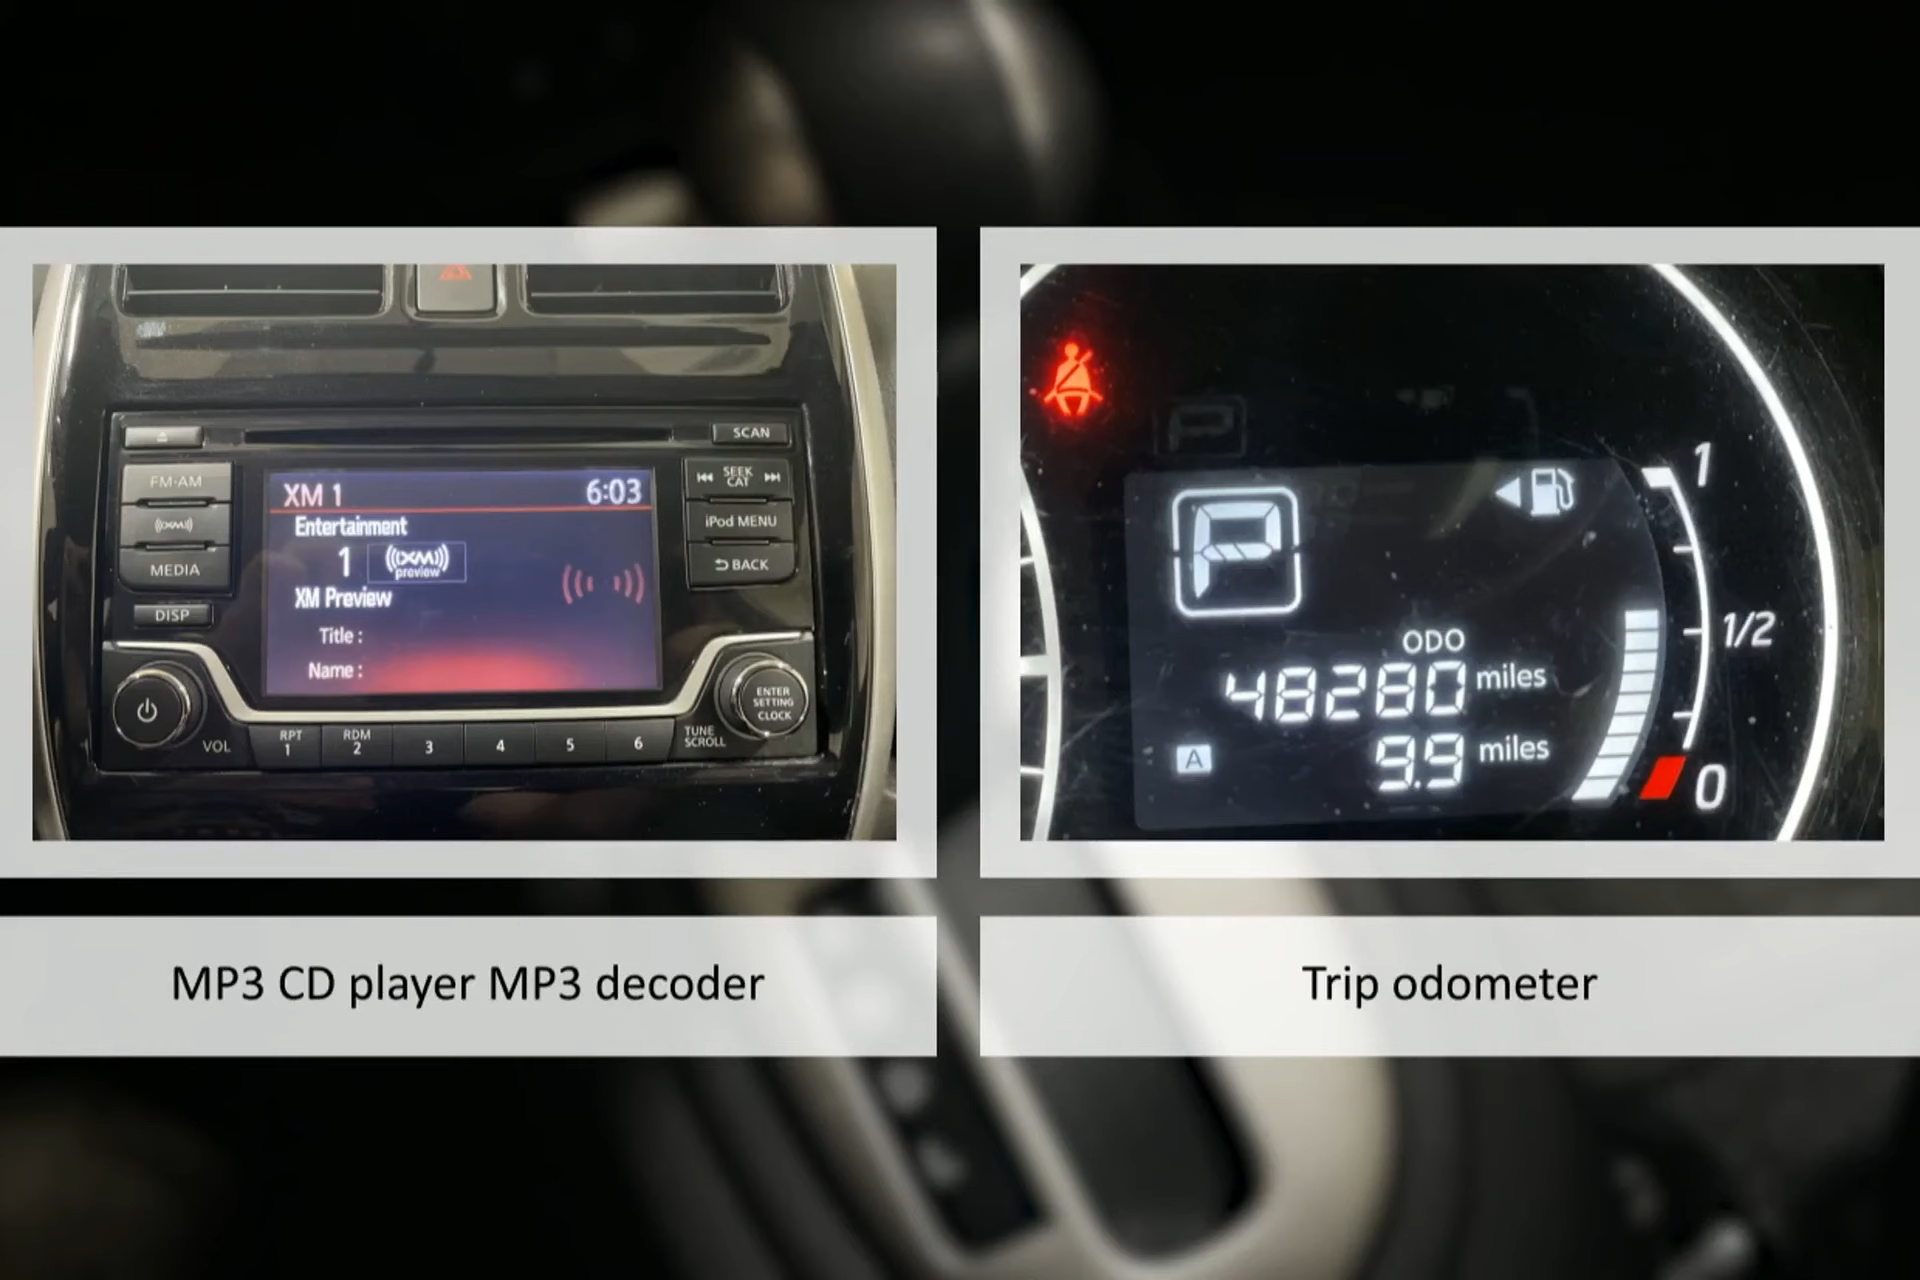 SCAN
FM·AM
XM
MEDIA
DISP
XM 1 6:03
Entertainment
1 XM
preview
XM Preview
Title :
Name :
SEEK
CAT
iPod MENU
BACK
VOL
RPT
1
RDM
2
3
4
5
6
TUNE
SCROLL
ENTER
SETTING
CLOCK
MP3 CD player MP3 decoder
P
ODO
48280 miles
A 9.9 miles
1
1/2
0
Trip odometer